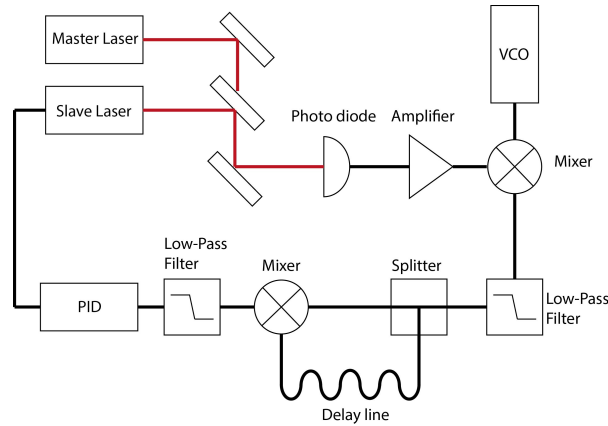 Master Laser
VCO
Slave Laser
Photo diode
Amplifier
Mixer
Low-Pass
Filter
Mixer
Splitter
PID
Low-Pass
Filter
Delay line